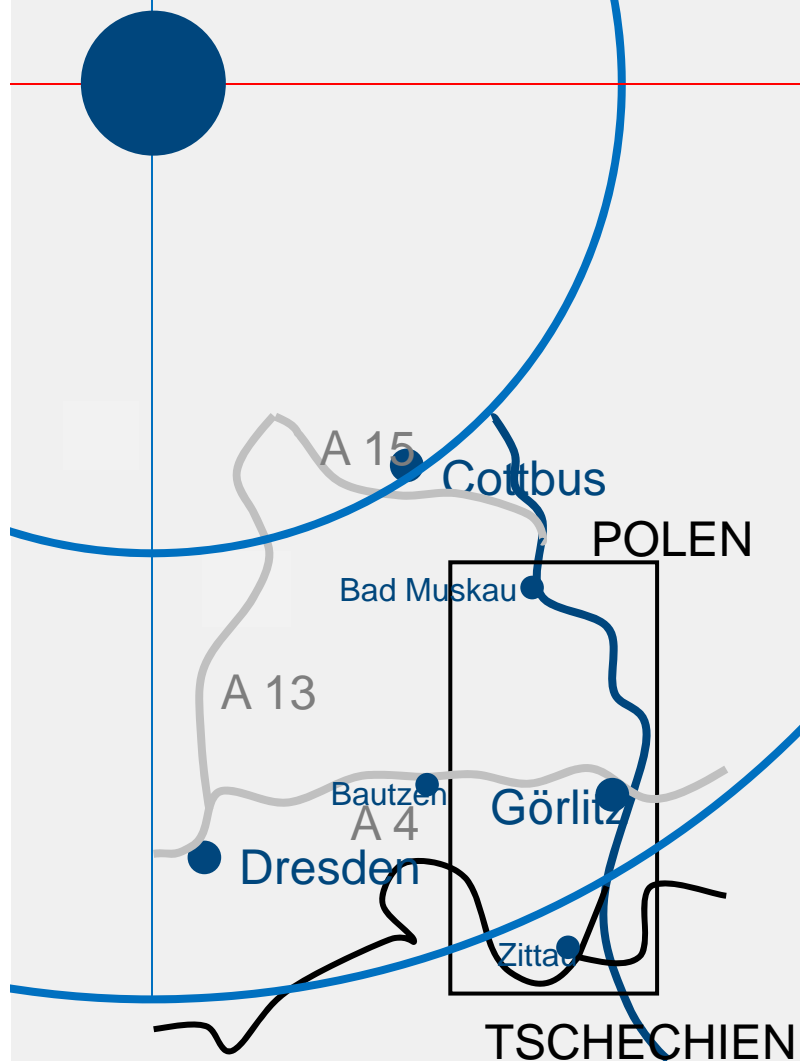 A 15
Cottbus
POLEN
Bad Muskau
A 13
Bautzen
Görlitz
A 4
Dresden
Zittau
TSCHECHIEN